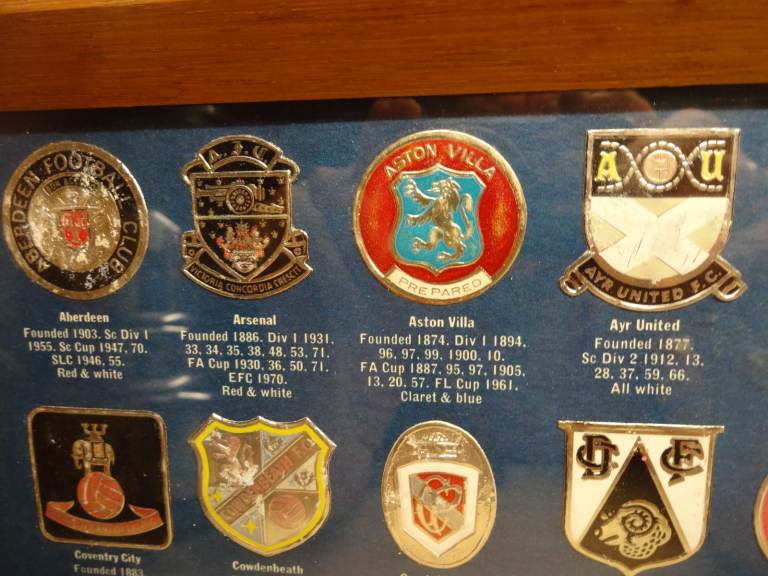 ABERDEEN FOOTBALL CLUB
A.F.C
VICTORIA CONCORDIA CRESCIT
ASTON VILLA
PREPARED
A U
AYR UNITED F.C.
Aberdeen
Founded 1903. Sc Div 1
1955. Sc Cup 1947, 70.
SLC 1946, 55.
Red & white
Arsenal
Founded 1886. Div 1 1931,
33, 34, 35, 38, 48, 53, 71.
FA Cup 1930, 36, 50, 71.
EFC 1970.
Red & white
Aston Villa
Founded 1874. Div 1 1894,
96, 97, 99, 1900, 10.
FA Cup 1887, 95, 97, 1905,
13, 20, 57. FL Cup 1961.
Claret & blue
Ayr United
Founded 1877.
Sc Div 2 1912, 13,
28, 37, 59, 66.
All white
COWDENBEATH F.C.
D C F C
Coventry City
Founded 1883
Cowdenbeath